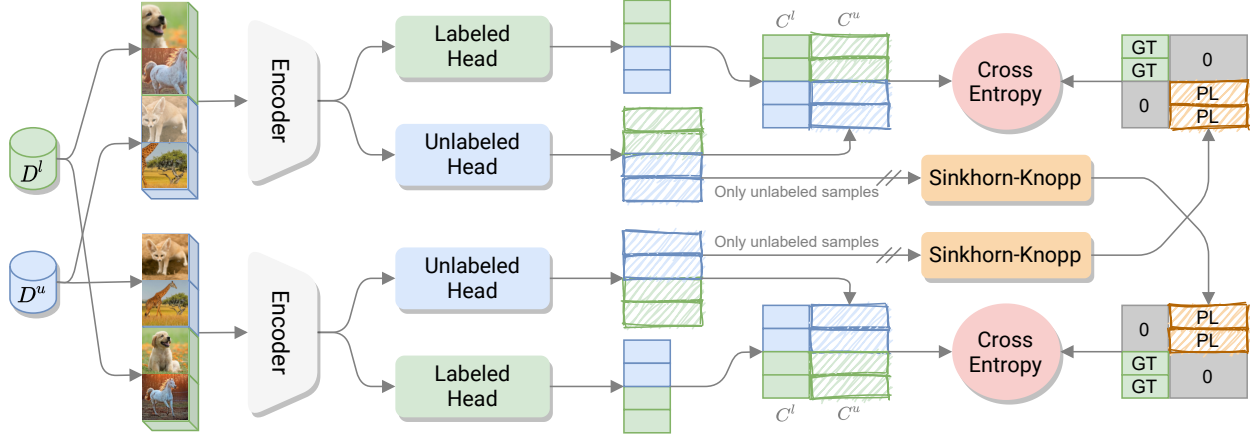 C^l C^u
Encoder
Labeled
Head
Cross
Entropy
GT
GT
0
0
PL
PL
D^l
Unlabeled
Head
Only unlabeled samples
Sinkhorn-Knopp
D^u
Encoder
Unlabeled
Head
Only unlabeled samples
Sinkhorn-Knopp
Labeled
Head
Cross
Entropy
0
PL
PL
GT
GT
0
C^l C^u